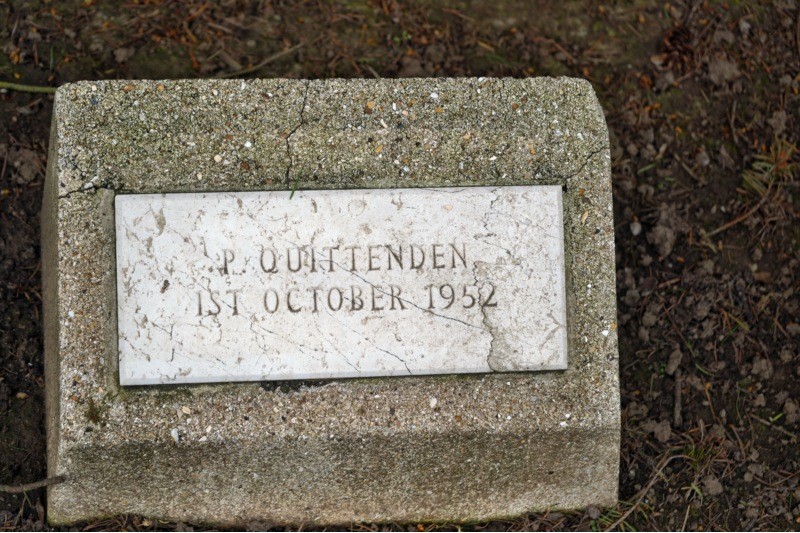 P. QUITTENDEN
1ST OCTOBER 1952